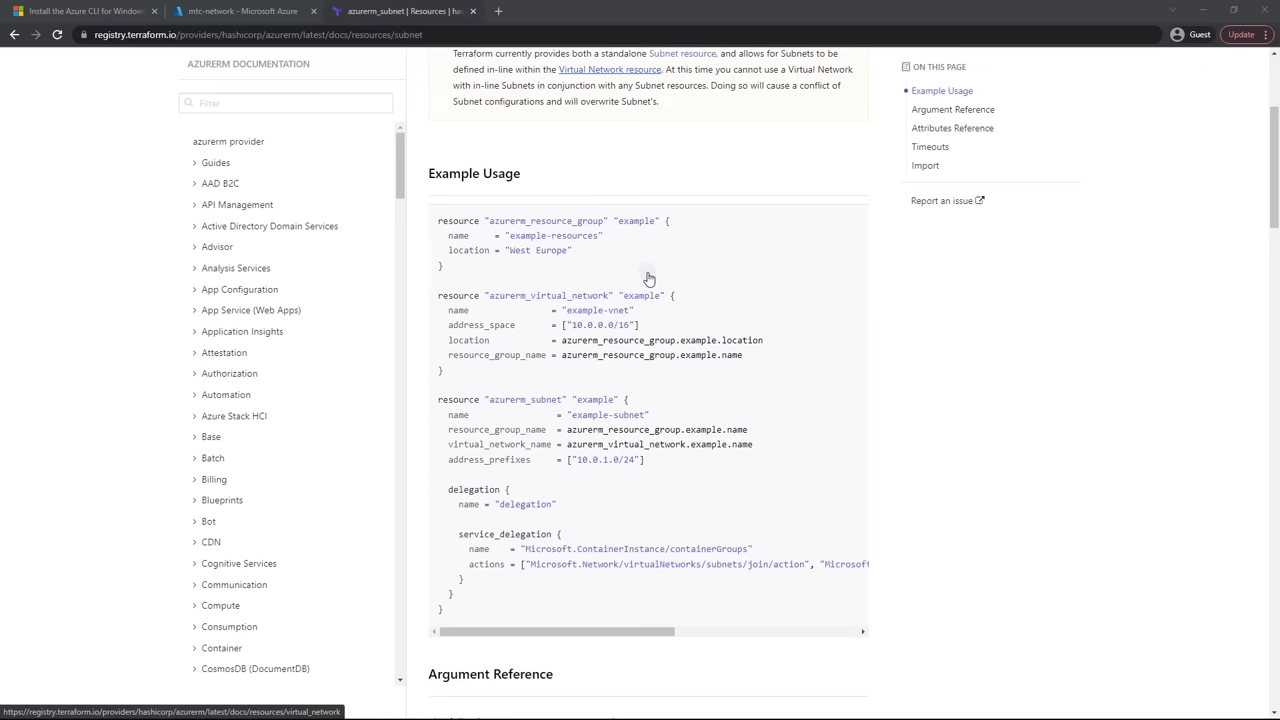 Install the Azure CLI for Windows
mtc-network - Microsoft Azure
azurerm_subnet | Resources | has
registry.terraform.io/providers/hashicorp/azurerm/latest/docs/resources/subnet
Guest
Update
AZURERM DOCUMENTATION
Filter
azurerm provider
Guides
AAD B2C
API Management
Active Directory Domain Services
Advisor
Analysis Services
App Configuration
App Service (Web Apps)
Application Insights
Attestation
Authorization
Automation
Azure Stack HCI
Base
Batch
Billing
Blueprints
Bot
CDN
Cognitive Services
Communication
Compute
Consumption
Container
CosmosDB (DocumentDB)
Terraform currently provides both a standalone Subnet resource, and allows for Subnets to be
defined in-line within the Virtual Network resource. At this time you cannot use a Virtual Network
with in-line Subnets in conjunction with any Subnet resources. Doing so will cause a conflict of
Subnet configurations and will overwrite Subnet's.
Example Usage
resource "azurerm_resource_group" "example" {
name = "example-resources"
location = "West Europe"
}
resource "azurerm_virtual_network" "example" {
name = "example-vnet"
address_space = ["10.0.0.0/16"]
location = azurerm_resource_group.example.location
resource_group_name = azurerm_resource_group.example.name
}
resource "azurerm_subnet" "example" {
name = "example-subnet"
resource_group_name = azurerm_resource_group.example.name
virtual_network_name = azurerm_virtual_network.example.name
address_prefixes = ["10.0.1.0/24"]
delegation {
name = "delegation"
service_delegation {
name = "Microsoft.ContainerInstance/containerGroups"
actions = ["Microsoft.Network/virtualNetworks/subnets/join/action", "Microsoft
}
}
}
Argument Reference
ON THIS PAGE
Example Usage
Argument Reference
Attributes Reference
Timeouts
Import
Report an issue
https://registry.terraform.io/providers/hashicorp/azurerm/latest/docs/resources/virtual_network